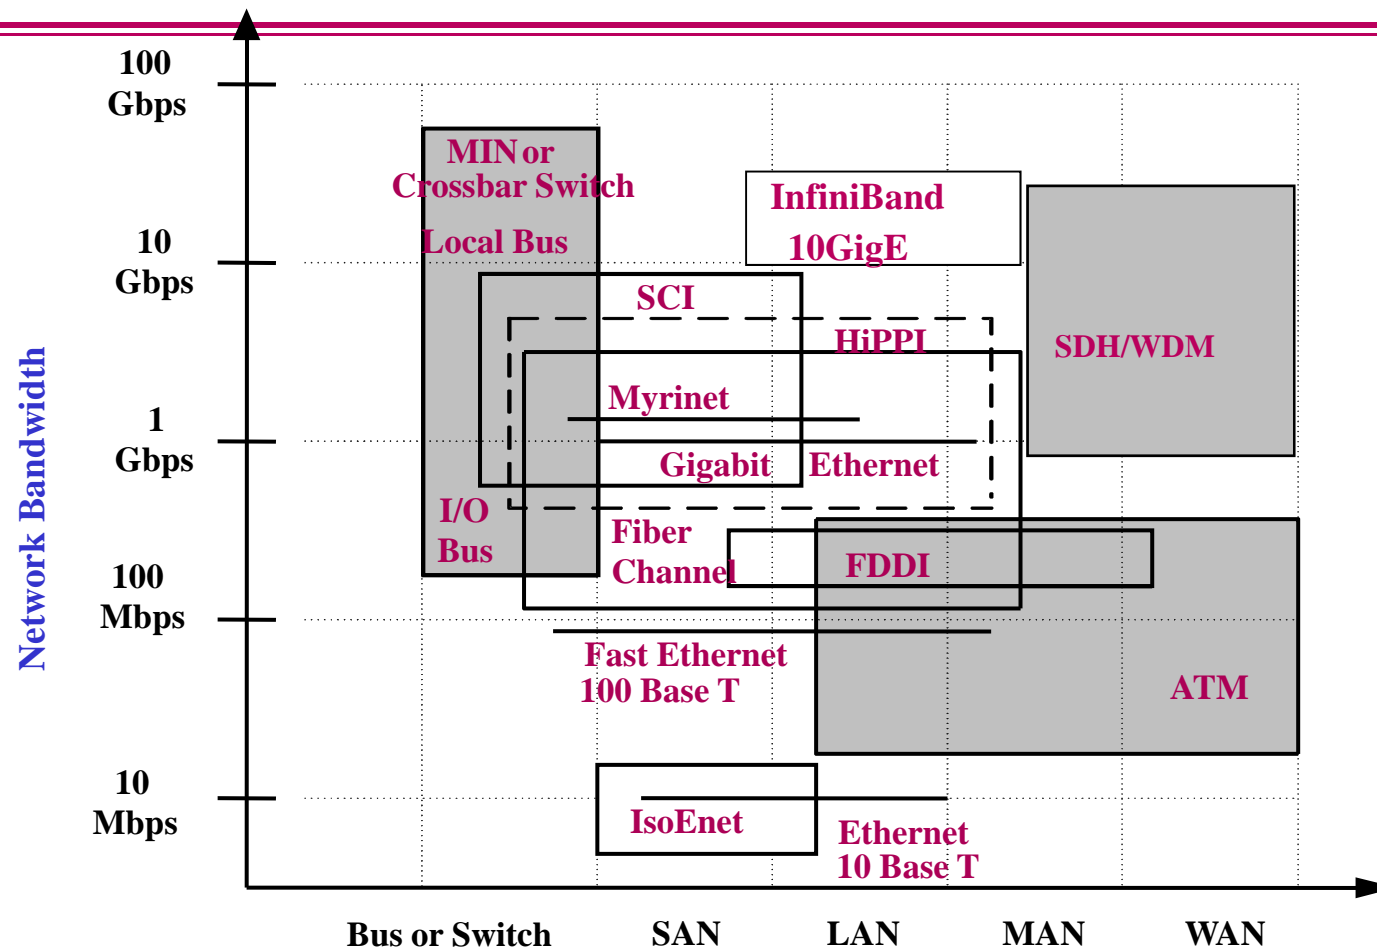 100
Gbps
MIN or
Crossbar Switch
InfiniBand
Local Bus
10GigE
10
Gbps
SCI
HiPPI
SDH/WDM
Network Bandwidth
Myrinet
1
Gbps
Gigabit Ethernet
I/O
Bus
Fiber
Channel
FDDI
100
Mbps
Fast Ethernet
100 Base T
ATM
10
Mbps
IsoEnet
Ethernet
10 Base T
Bus or Switch SAN LAN MAN WAN